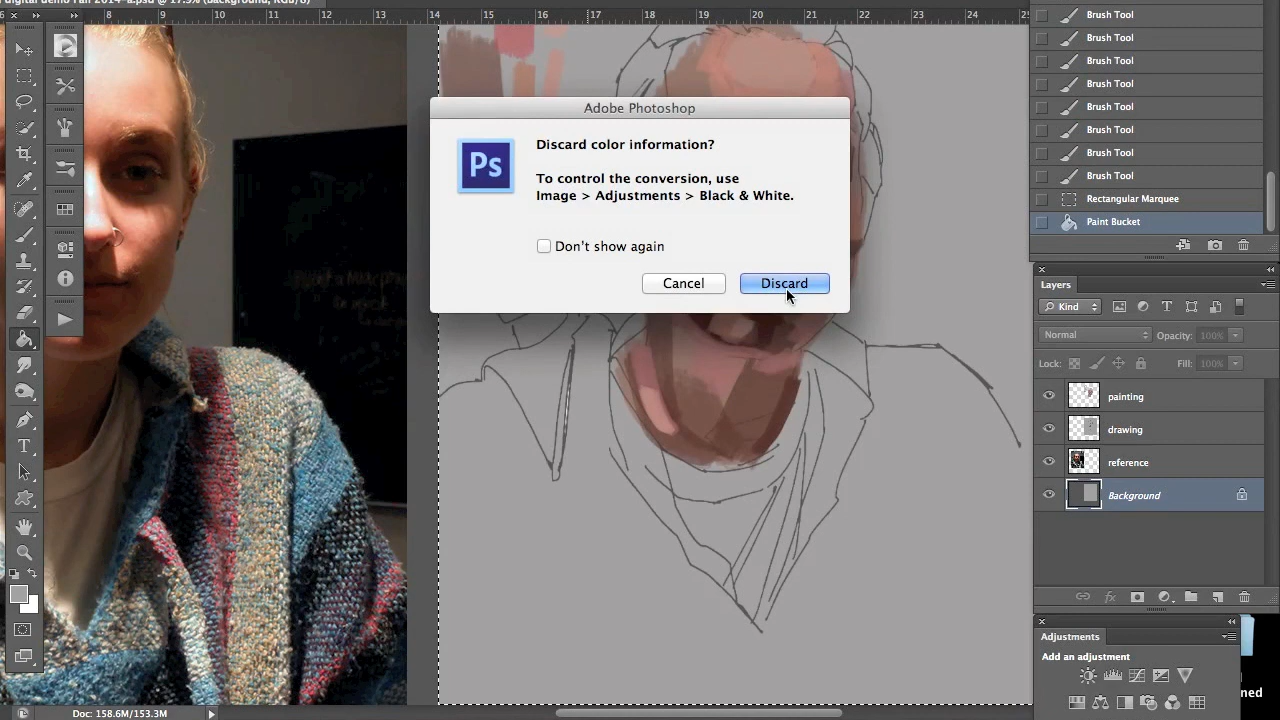 digital demo Fall 2014-a.psd @ 17.9% (background, RGB/8)
8 9 10 11 12 13 14 15 16 17 18 19 20 21 22 23 24 25
Brush Tool
Brush Tool
Brush Tool
Brush Tool
Brush Tool
Brush Tool
Brush Tool
Brush Tool
Rectangular Marquee
Paint Bucket
Adobe Photoshop
Ps
Discard color information?
To control the conversion, use
Image > Adjustments > Black & White.
Don't show again
Cancel
Discard
Layers
Kind
Normal
Opacity: 100%
Lock:
Fill: 100%
painting
drawing
reference
Background
Adjustments
Add an adjustment
ned
Doc: 158.6M/153.3M